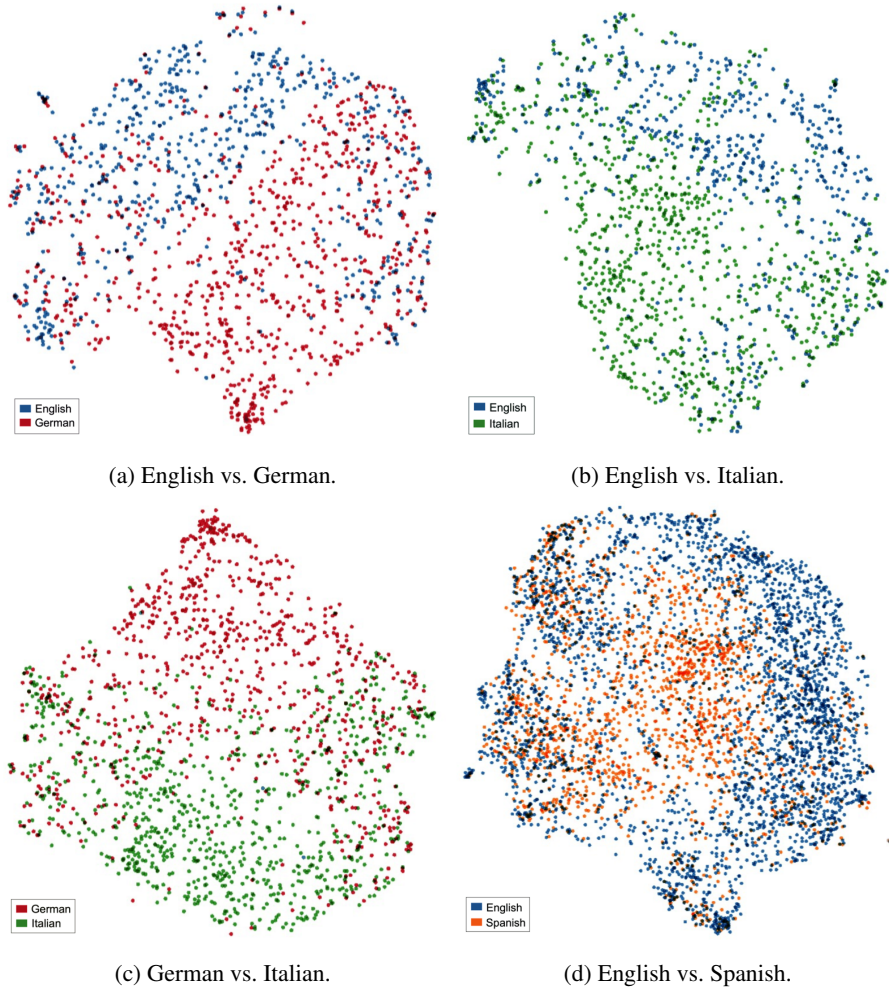 English
German
English
Italian
(a) English vs. German.
(b) English vs. Italian.
German
Italian
English
Spanish
(c) German vs. Italian.
(d) English vs. Spanish.